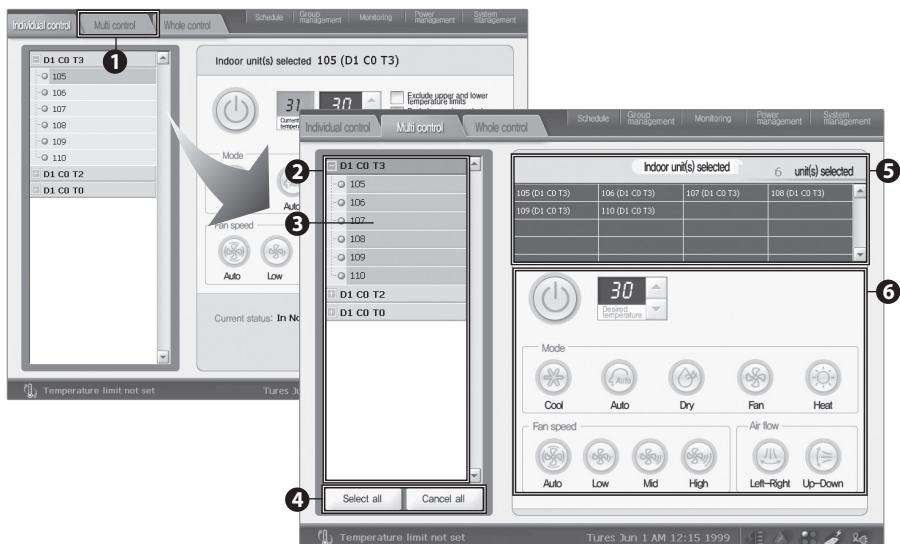 Individual control Multi control Whole control Schedule Group management Monitoring Power management System management
1
D1 C0 T3
105
106
107
108
109
110
D1 C0 T2
D1 C0 T0
Indoor unit(s) selected 105 (D1 C0 T3)
31 30
Exclude upper and lower
temperature limits
Mode
Auto
Fan speed
Auto Low
Current status:
Temperature limit not set
Individual control Multi control Whole control Schedule Group management Monitoring Power management System management
2
D1 C0 T3
105
106
3
107
108
109
110
D1 C0 T2
D1 C0 T0
4
Select all Cancel all
Indoor unit(s) selected 6 unit(s) selected
5
105 (D1 C0 T3) 106 (D1 C0 T3) 107 (D1 C0 T3) 108 (D1 C0 T3)
109 (D1 C0 T3) 110 (D1 C0 T3)
6
30
Desired
temperature
Mode
Auto
Cool Auto Dry Fan Heat
Fan speed Air flow
Auto Low Mid High Left-Right Up-Down
Temperature limit not set Tures Jun 1 AM 12:15 1999